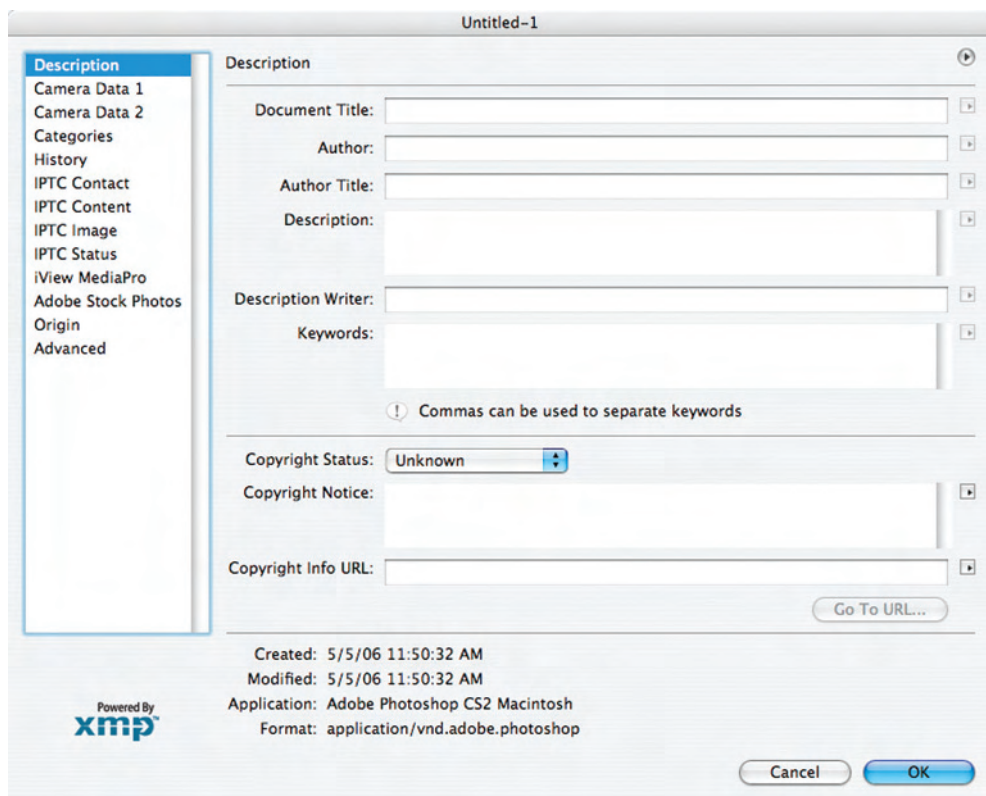 Untitled-1
Description
Camera Data 1
Camera Data 2
Categories
History
IPTC Contact
IPTC Content
IPTC Image
IPTC Status
iView MediaPro
Adobe Stock Photos
Origin
Advanced
Description
Document Title:
Author:
Author Title:
Description:
Description Writer:
Keywords:
! Commas can be used to separate keywords
Copyright Status: Unknown
Copyright Notice:
Copyright Info URL:
Go To URL...
Created: 5/5/06 11:50:32 AM
Modified: 5/5/06 11:50:32 AM
Application: Adobe Photoshop CS2 Macintosh
Format: application/vnd.adobe.photoshop
Powered By
xmp™
Cancel
OK